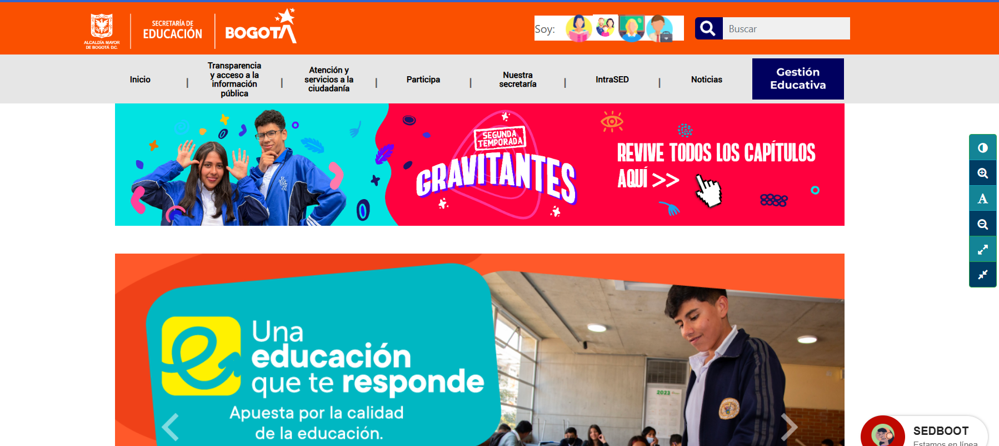 ALCALDÍA MAYOR
DE BOGOTÁ D.C.
SECRETARÍA DE
EDUCACIÓN
BOGOTÁ
Soy:
Buscar
Inicio
|
Transparencia
y acceso a la
información
pública
|
Atención y
servicios a la
ciudadanía
|
Participa
|
Nuestra
secretaría
|
IntraSED
|
Noticias
Gestión
Educativa
SEGUNDA
TEMPORADA
GRAVITANTES
REVIVE TODOS LOS CAPÍTULOS
AQUÍ >>
A
Una
educación
que te responde
Apuesta por la calidad
de la educación.
2023
SEDBOOT
Estamos en línea